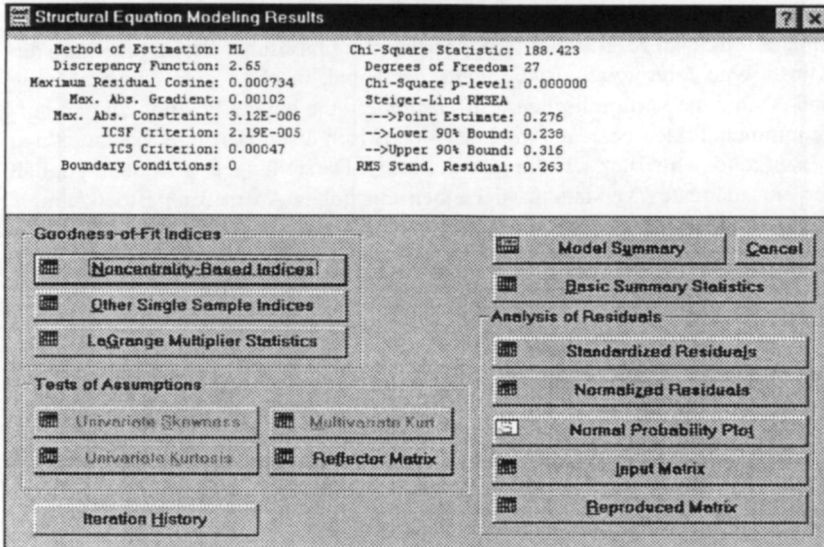 Structural Equation Modeling Results
Method of Estimation: ML
Discrepancy Function: 2.65
Maximum Residual Cosine: 0.000734
Max. Abs. Gradient: 0.00102
Max. Abs. Constraint: 3.12E-006
ICSF Criterion: 2.19E-005
ICS Criterion: 0.00047
Boundary Conditions: 0
Chi-Square Statistic: 188.423
Degrees of Freedom: 27
Chi-Square p-level: 0.000000
Steiger-Lind RMSEA
--->Point Estimate: 0.276
-->Lower 90% Bound: 0.238
-->Upper 90% Bound: 0.316
RMS Stand. Residual: 0.263
Goodness-of-Fit Indices
Noncentrality-Based Indices
Other Single Sample Indices
LaGrange Multiplier Statistics
Tests of Assumptions
Univariate Skewness
Multivariate Kurt
Univariate Kurtosis
Reflector Matrix
Iteration History
Model Summary
Cancel
Basic Summary Statistics
Analysis of Residuals
Standardized Residuals
Normalized Residuals
Normal Probability Plot
Input Matrix
Reproduced Matrix